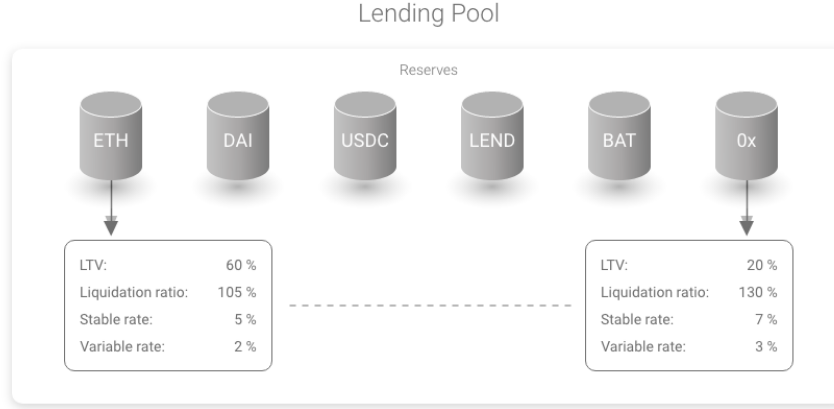 Lending Pool
Reserves
ETH DAI USDC LEND BAT 0x
LTV: 60 % LTV: 20 %
Liquidation ratio: 105 % Liquidation ratio: 130 %
Stable rate: 5 % Stable rate: 7 %
Variable rate: 2 % Variable rate: 3 %